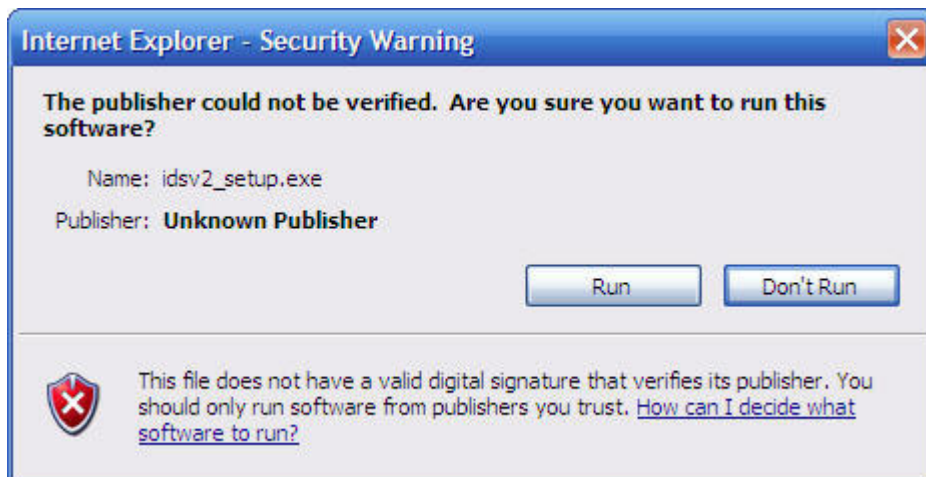 Internet Explorer - Security Warning
The publisher could not be verified.  Are you sure you want to run this
software?
Name: idsv2_setup.exe
Publisher: Unknown Publisher
Run Don't Run
This file does not have a valid digital signature that verifies its publisher. You
should only run software from publishers you trust. How can I decide what
software to run?